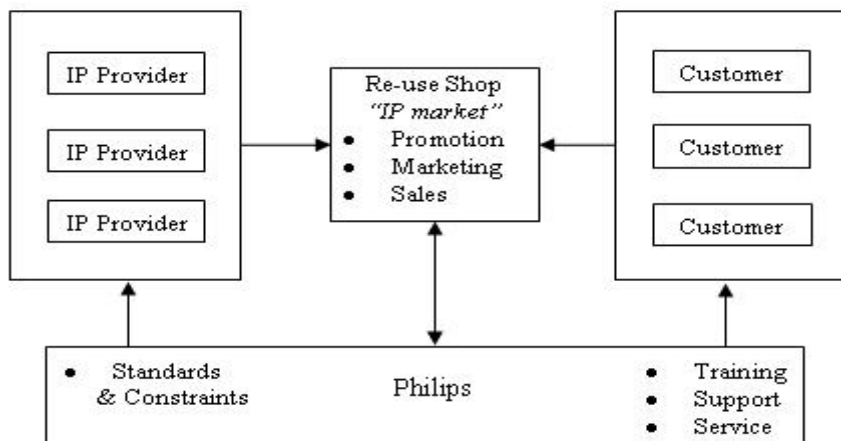 IP Provider
IP Provider
IP Provider
Re-use Shop
“IP market”
● Promotion
● Marketing
● Sales
Customer
Customer
Customer
● Standards
& Constraints
Philips
● Training
● Support
● Service